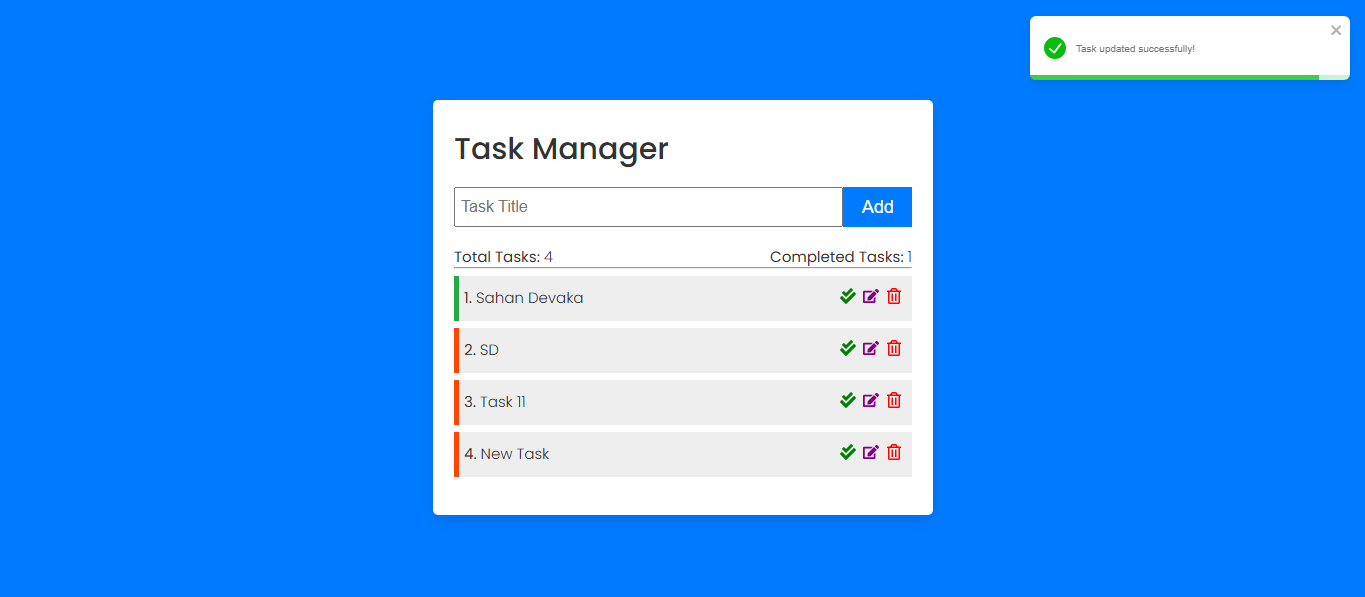 Task updated successfully!
Task Manager
Task Title
Add
Total Tasks: 4
Completed Tasks: 1
1. Sahan Devaka
2. SD
3. Task 11
4. New Task